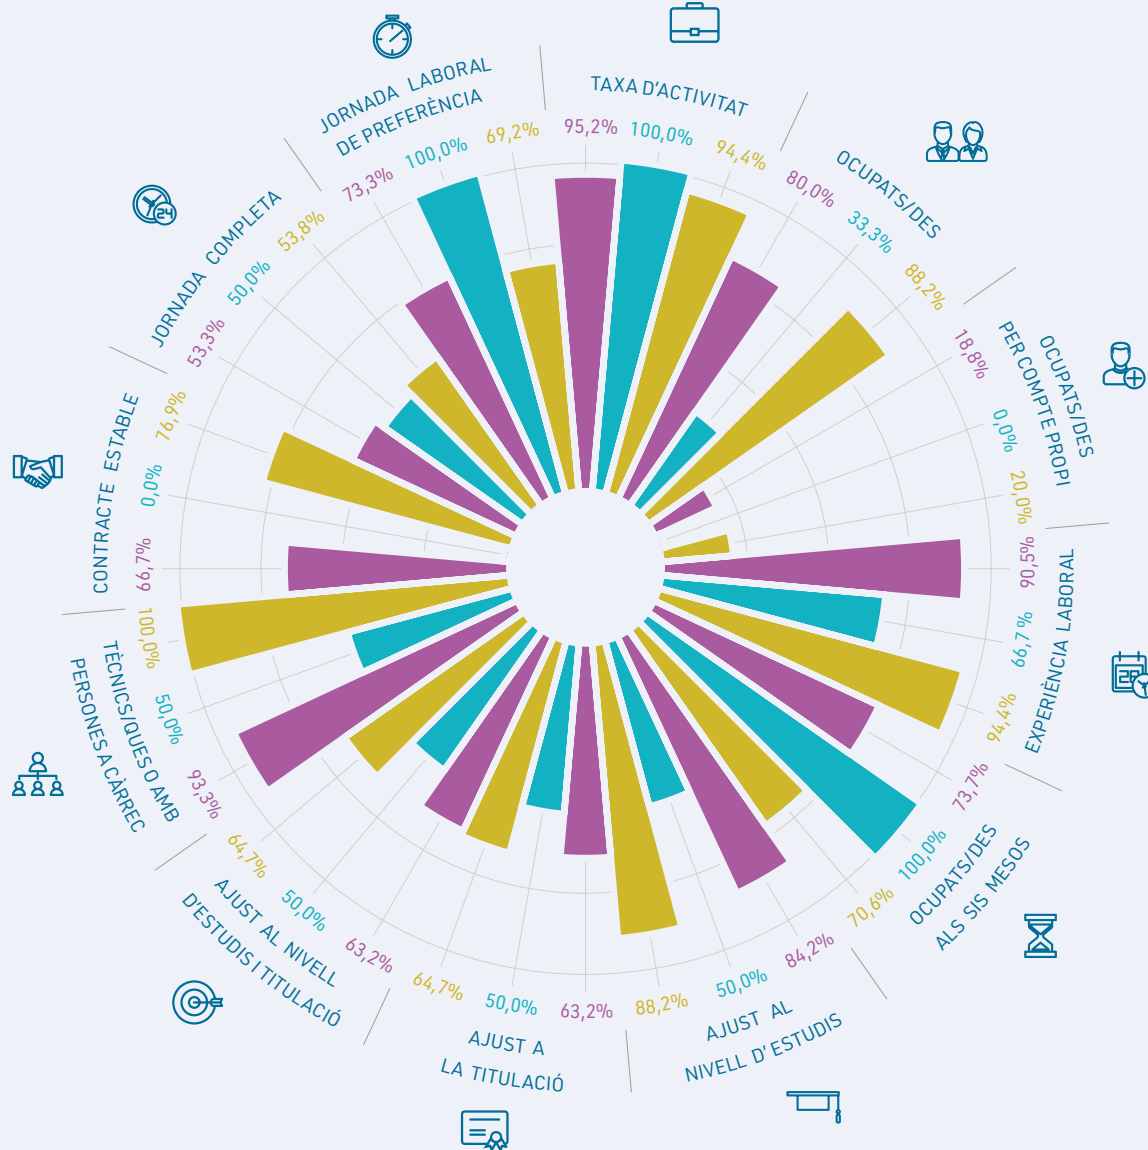 TAXA D'ACTIVITAT
95,2%
100,0%
94,4%
OCUPATS/DES
80,0%
33,3%
88,2%
OCUPATS/DES
PER COMPTE PROPI
18,8%
0,0%
20,0%
EXPERIÈNCIA LABORAL
90,5%
66,7 %
94,4%
OCUPATS/DES
ALS SIS MESOS
73,7%
100,0%
70,6%
AJUST AL
NIVELL D'ESTUDIS
84,2%
50,0%
88,2%
AJUST A
LA TITULACIÓ
63,2%
50,0%
64,7%
AJUST AL NIVELL
D'ESTUDIS I TITULACIÓ
63,2%
50,0%
64,7%
TÈCNICS/QUES O AMB
PERSONES A CÀRREC
93,3%
50,0%
100,0%
CONTRACTE ESTABLE
66,7%
0,0%
76,9%
JORNADA COMPLETA
53,3%
50,0%
53,8%
24
JORNADA LABORAL
DE PREFERÈNCIA
73,3%
100,0%
69,2%